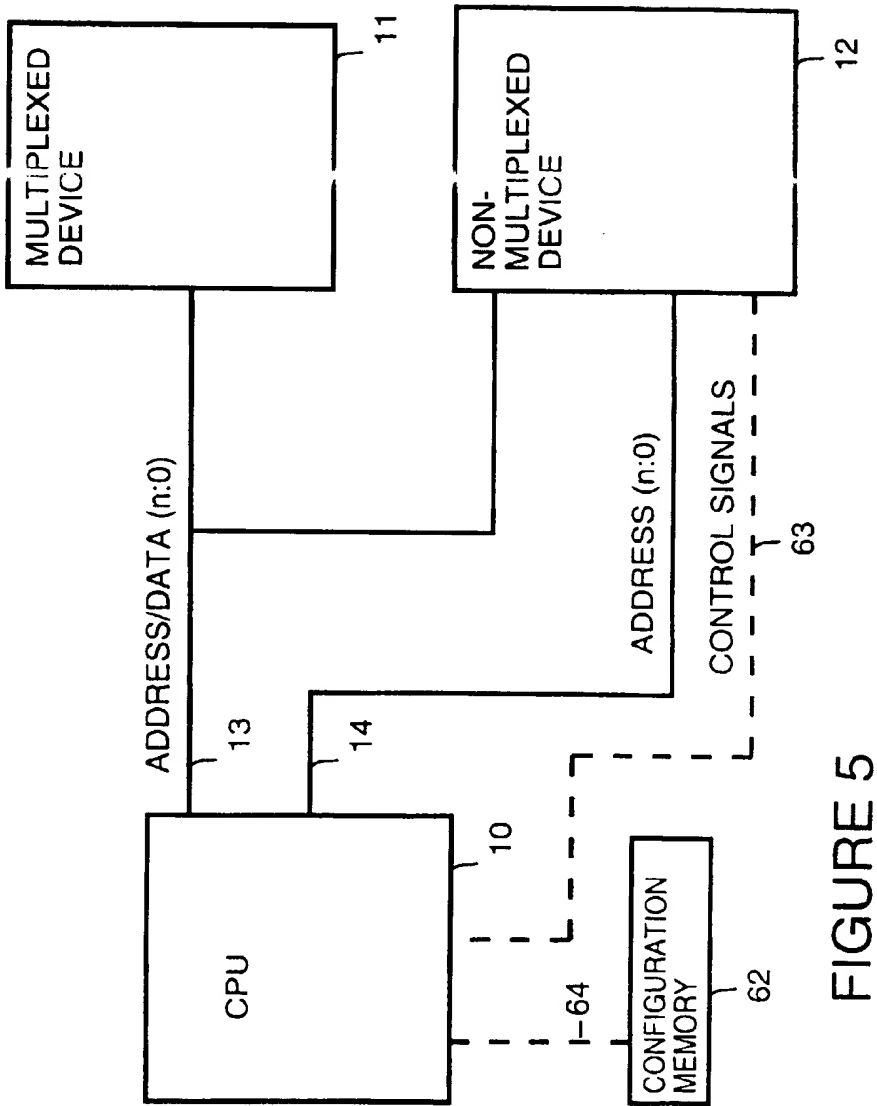 MULTIPLEXED
DEVICE
11
ADDRESS/DATA (n:0)
13
14
CPU
10
NON-
MULTIPLEXED
DEVICE
12
ADDRESS (n:0)
CONTROL SIGNALS
63
64
CONFIGURATION
MEMORY
62
FIGURE 5